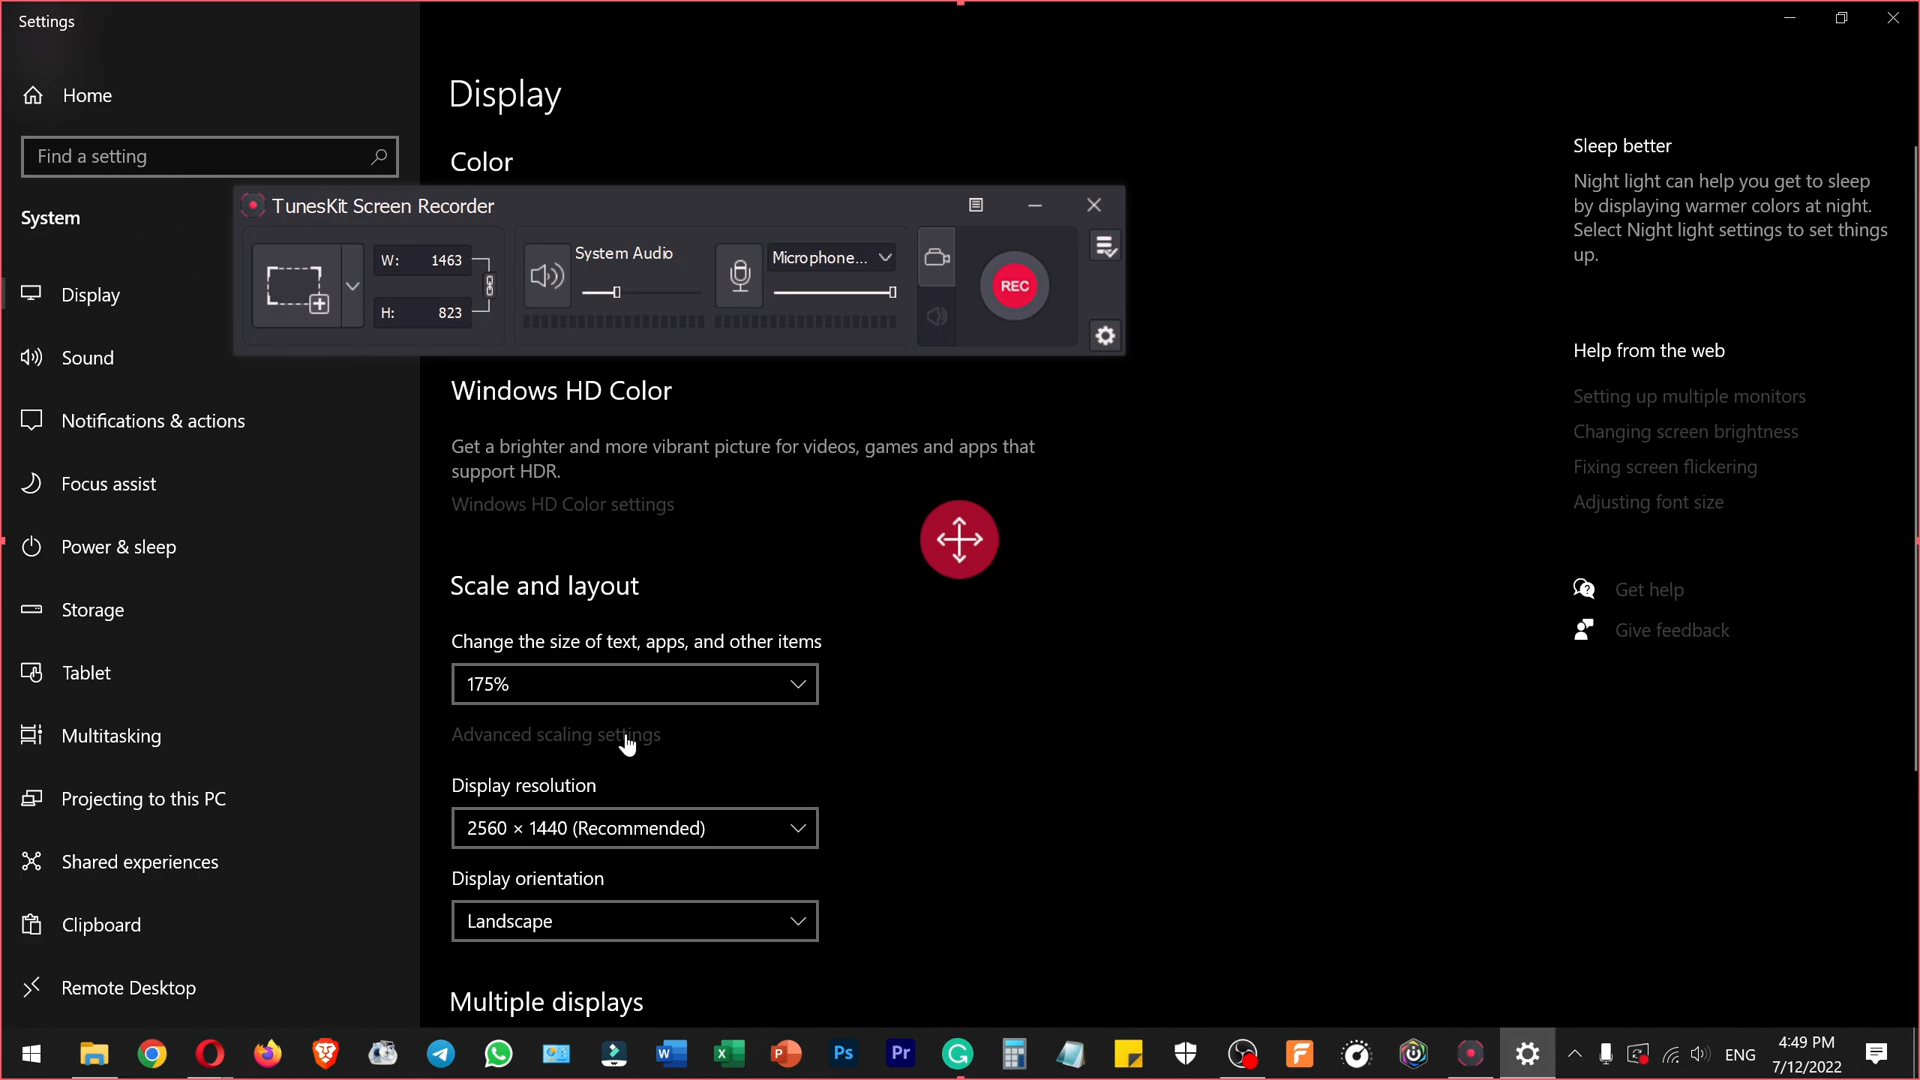 Settings
Home
Find a setting
System
Display
Sound
Notifications & actions
Focus assist
Power & sleep
Storage
Tablet
Multitasking
Projecting to this PC
Shared experiences
Clipboard
Remote Desktop
Display
Color
TunesKit Screen Recorder
W: 1463
H: 823
System Audio
Microphone...
REC
Windows HD Color
Get a brighter and more vibrant picture for videos, games and apps that
support HDR.
Windows HD Color settings
Scale and layout
Change the size of text, apps, and other items
175%
Advanced scaling settings
Display resolution
2560 × 1440 (Recommended)
Display orientation
Landscape
Multiple displays
Sleep better
Night light can help you get to sleep
by displaying warmer colors at night.
Select Night light settings to set things
up.
Help from the web
Setting up multiple monitors
Changing screen brightness
Fixing screen flickering
Adjusting font size
Get help
Give feedback
W
X
P
Ps
Pr
G
F
ENG
4:49 PM
7/12/2022